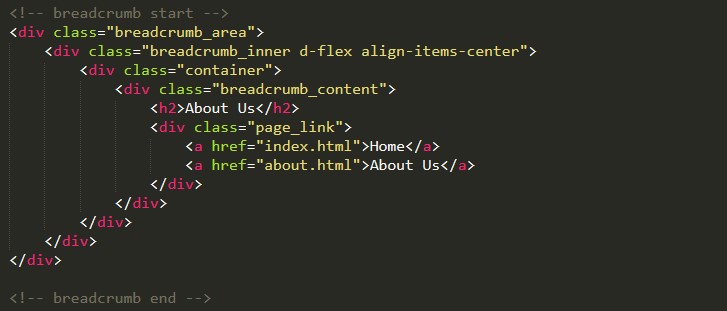 <!-- breadcrumb start -->
<div class="breadcrumb_area">
<div class="breadcrumb_inner d-flex align-items-center">
<div class="container">
<div class="breadcrumb_content">
<h2>About Us</h2>
<div class="page_link">
<a href="index.html">Home</a>
<a href="about.html">About Us</a>
</div>
</div>
</div>
</div>
</div>
<!-- breadcrumb end -->